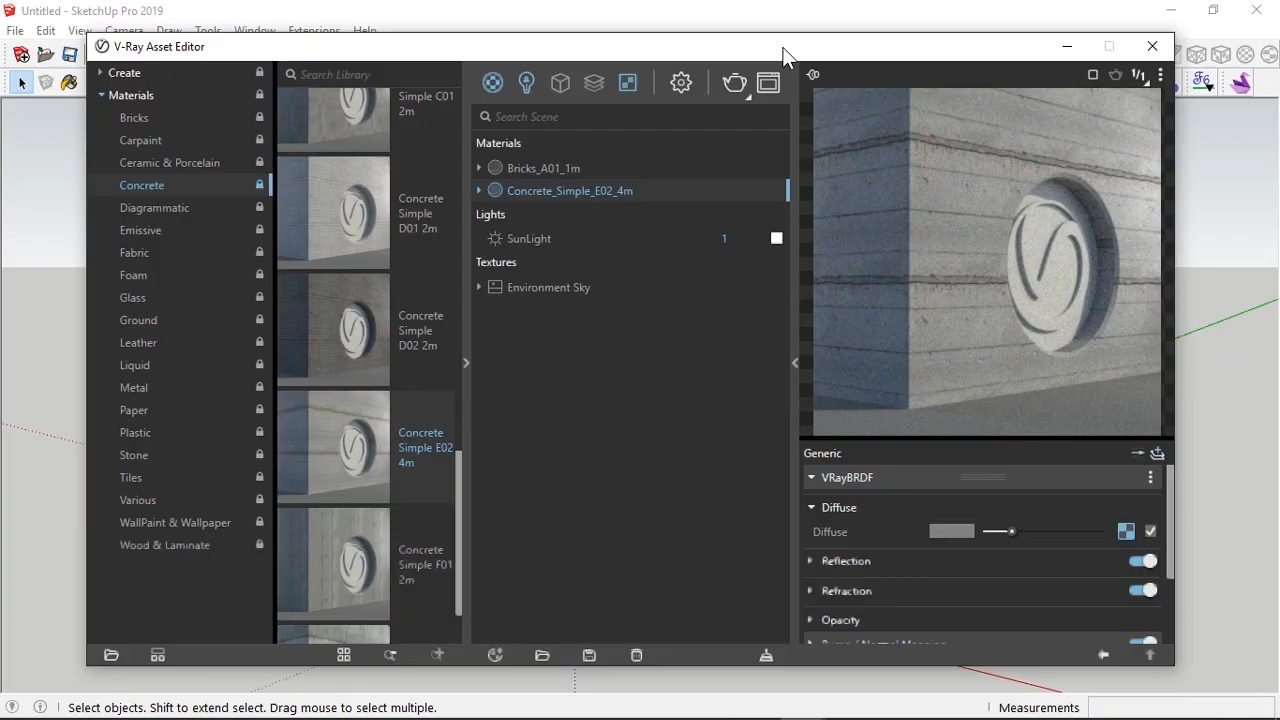 Untitled - SketchUp Pro 2019
File Edit View Camera Draw Tools Window Extensions Help
V-Ray Asset Editor
Create
Materials
Bricks
Carpaint
Ceramic & Porcelain
Concrete
Diagrammatic
Emissive
Fabric
Foam
Glass
Ground
Leather
Liquid
Metal
Paper
Plastic
Stone
Tiles
Various
WallPaint & Wallpaper
Wood & Laminate
Search Library
Simple C01
2m
Concrete
Simple
D01 2m
Concrete
Simple
D02 2m
Concrete
Simple E02
4m
Concrete
Simple F01
2m
Search Scene
Materials
Bricks_A01_1m
Concrete_Simple_E02_4m
Lights
SunLight 1
Textures
Environment Sky
1/1
Generic
VRayBRDF
Diffuse
Diffuse
Reflection
Refraction
Opacity
Select objects. Shift to extend select. Drag mouse to select multiple.
Measurements